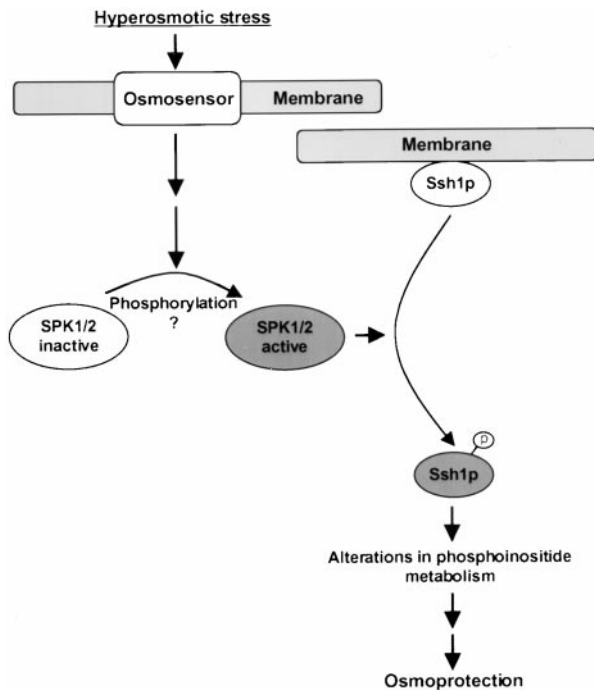 Hyperosmotic stress
Osmosensor
Membrane
Membrane
Ssh1p
Phosphorylation
?
SPK1/2
inactive
SPK1/2
active
p
Ssh1p
Alterations in phosphoinositide
metabolism
Osmoprotection